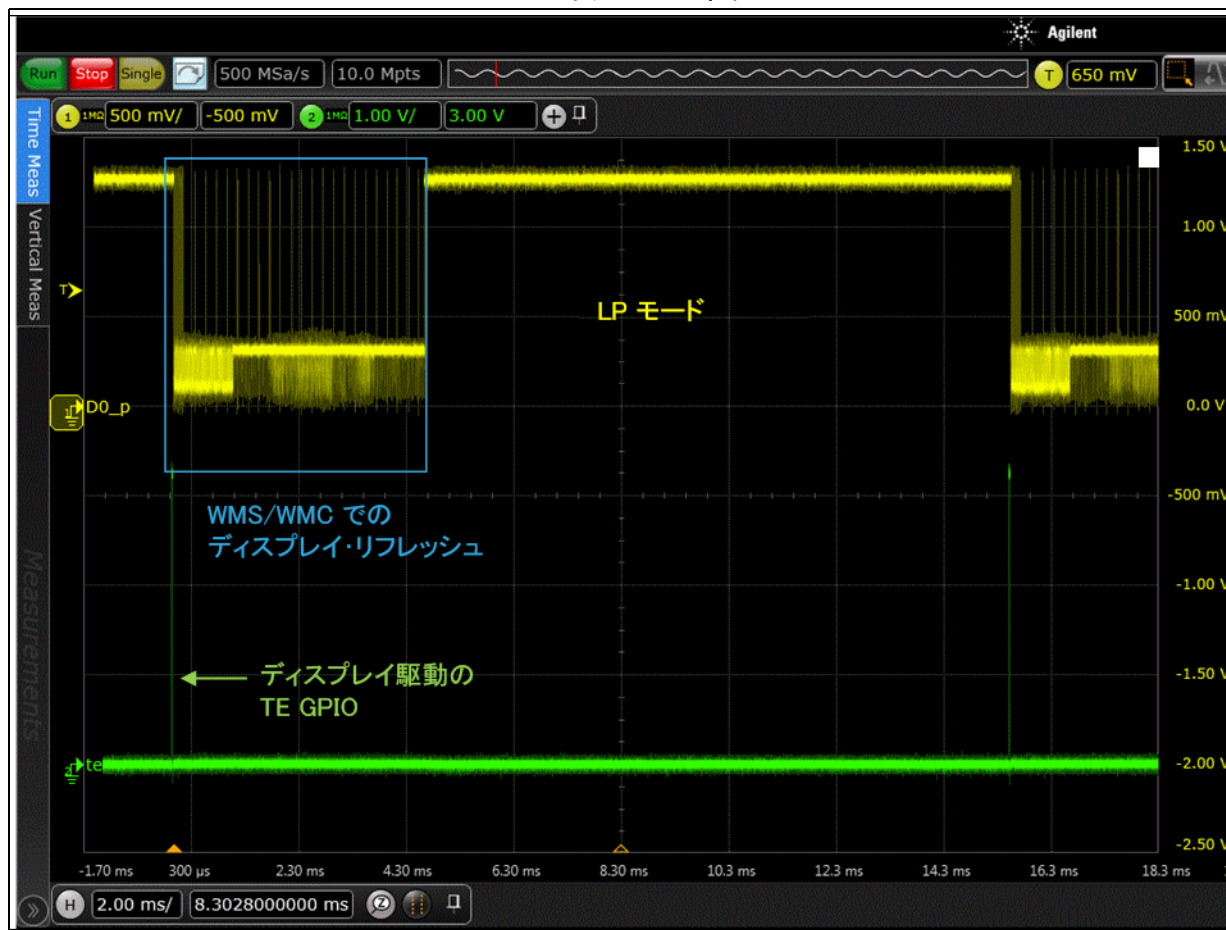 Agilent
Run Stop Single 500 MSa/s 10.0 Mpts T 650 mV
1 1MΩ 500 mV/ -500 mV 2 1MΩ 1.00 V/ 3.00 V
Time Meas
Vertical Meas
Measurements
1.50 V
1.00 V
T
LP モード
500 mV
1 D0_p
0.0 V
-500 mV
WMS/WMC での
ディスプレイ・リフレッシュ
-1.00 V
ディスプレイ駆動の
TE GPIO
-1.50 V
2 te
-2.00 V
-2.50 V
-1.70 ms 300 µs 2.30 ms 4.30 ms 6.30 ms 8.30 ms 10.3 ms 12.3 ms 14.3 ms 16.3 ms 18.3 ms
H 2.00 ms/ 8.3028000000 ms Z